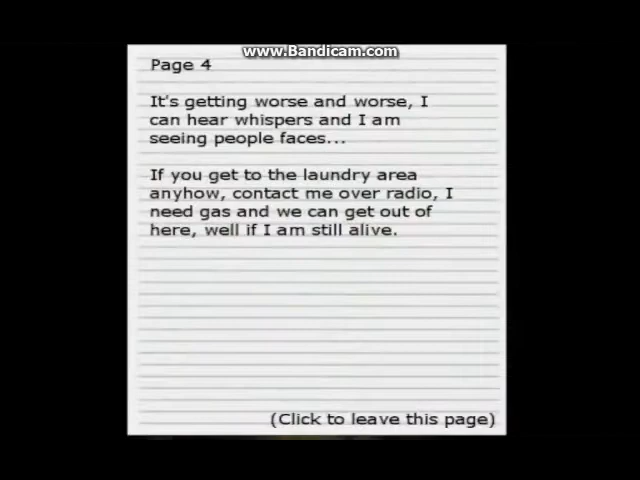 www.Bandicam.com
Page 4
It's getting worse and worse, I
can hear whispers and I am
seeing people faces...
If you get to the laundry area
anyhow, contact me over radio, I
need gas and we can get out of
here, well if I am still alive.
(Click to leave this page)